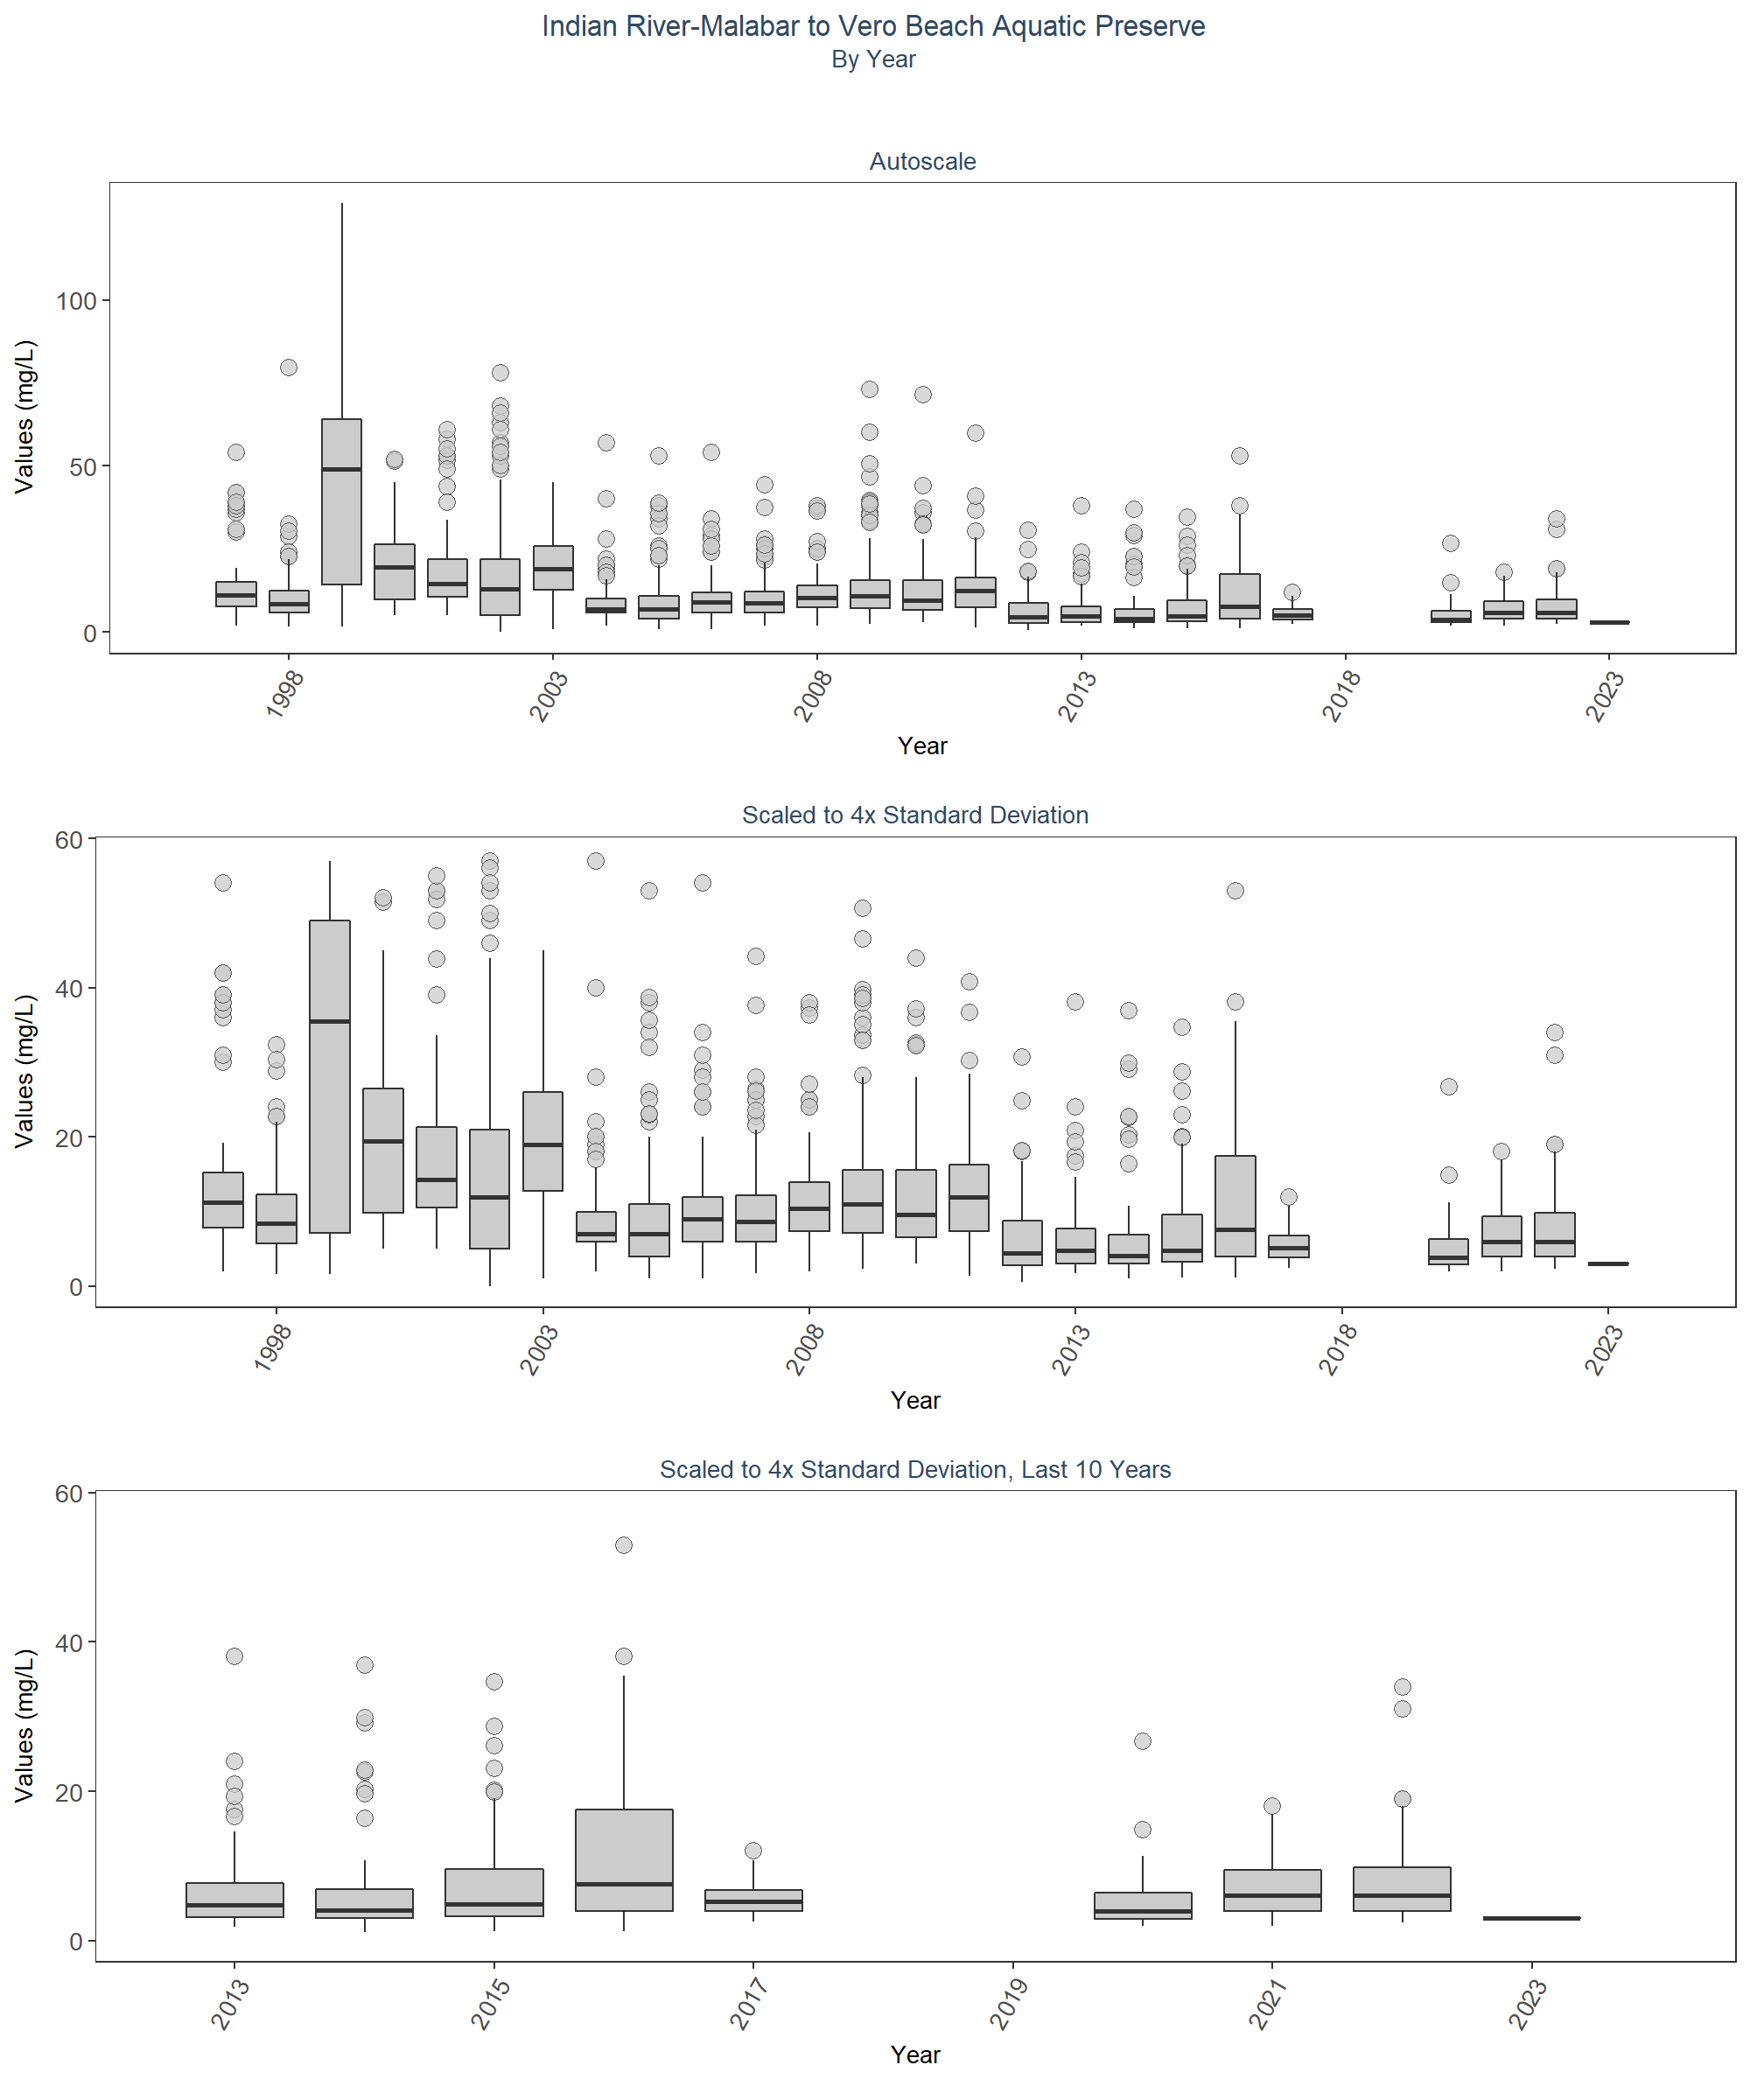 Indian River-Malabar to Vero Beach Aquatic Preserve
By Year
Autoscale
Values (mg/L)
100
50
0
1998
2003
2008
2013
2018
2023
Year
Scaled to 4x Standard Deviation
Values (mg/L)
60
40
20
0
1998
2003
2008
2013
2018
2023
Year
Scaled to 4x Standard Deviation, Last 10 Years
Values (mg/L)
60
40
20
0
2013
2015
2017
2019
2021
2023
Year